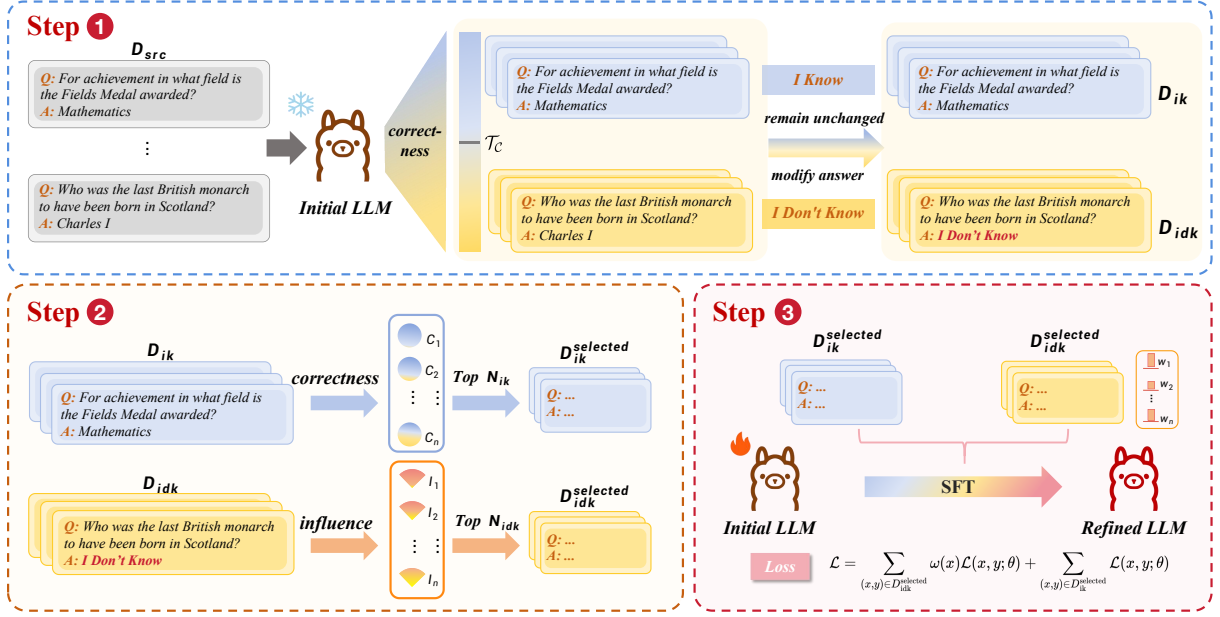 Step 1
D_src
Q: For achievement in what field is
the Fields Medal awarded?
A: Mathematics
⋮
Q: Who was the last British monarch
to have been born in Scotland?
A: Charles I
Initial LLM
correct-
ness
𝒯_C
Q: For achievement in what field is
the Fields Medal awarded?
A: Mathematics
Q: Who was the last British monarch
to have been born in Scotland?
A: Charles I
I Know
remain unchanged
modify answer
I Don't Know
Q: For achievement in what field is
the Fields Medal awarded?
A: Mathematics
D_ik
Q: Who was the last British monarch
to have been born in Scotland?
A: I Don't Know
D_idk
Step 2
D_ik
Q: For achievement in what field is
the Fields Medal awarded?
A: Mathematics
correctness
C_1
C_2
⋮ ⋮
C_n
Top N_ik
D_ik^selected
Q: ...
A: ...
D_idk
Q: Who was the last British monarch
to have been born in Scotland?
A: I Don't Know
influence
I_1
I_2
⋮ ⋮
I_n
Top N_idk
D_idk^selected
Q: ...
A: ...
Step 3
D_ik^selected
Q: ...
A: ...
D_idk^selected
Q: ...
A: ...
w_1
w_2
⋮
w_n
Initial LLM
SFT
Refined LLM
Loss
ℒ = ∑_{(x,y)∈D_idk^selected} ω(x)ℒ(x, y; θ) + ∑_{(x,y)∈D_ik^selected} ℒ(x, y; θ)